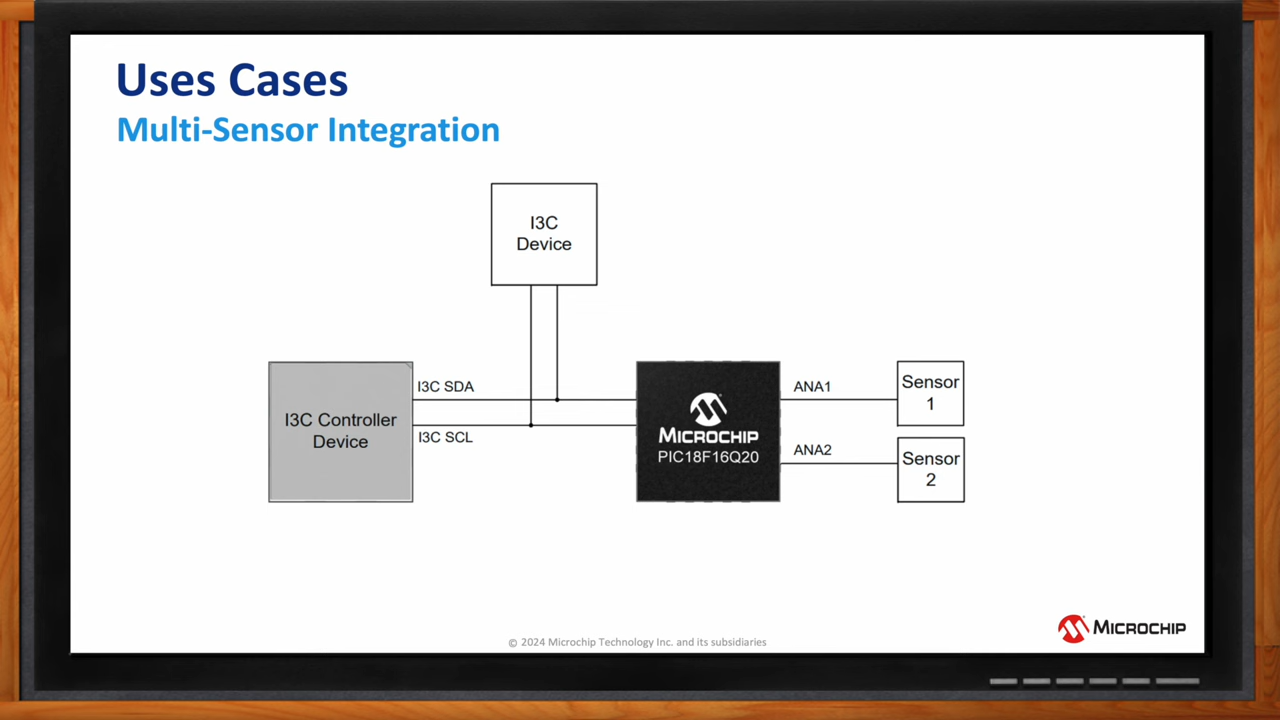 Uses Cases
Multi-Sensor Integration
I3C
Device
I3C Controller
Device
I3C SDA
I3C SCL
MICROCHIP
PIC18F16Q20
ANA1
ANA2
Sensor
1
Sensor
2
© 2024 Microchip Technology Inc. and its subsidiaries
MICROCHIP